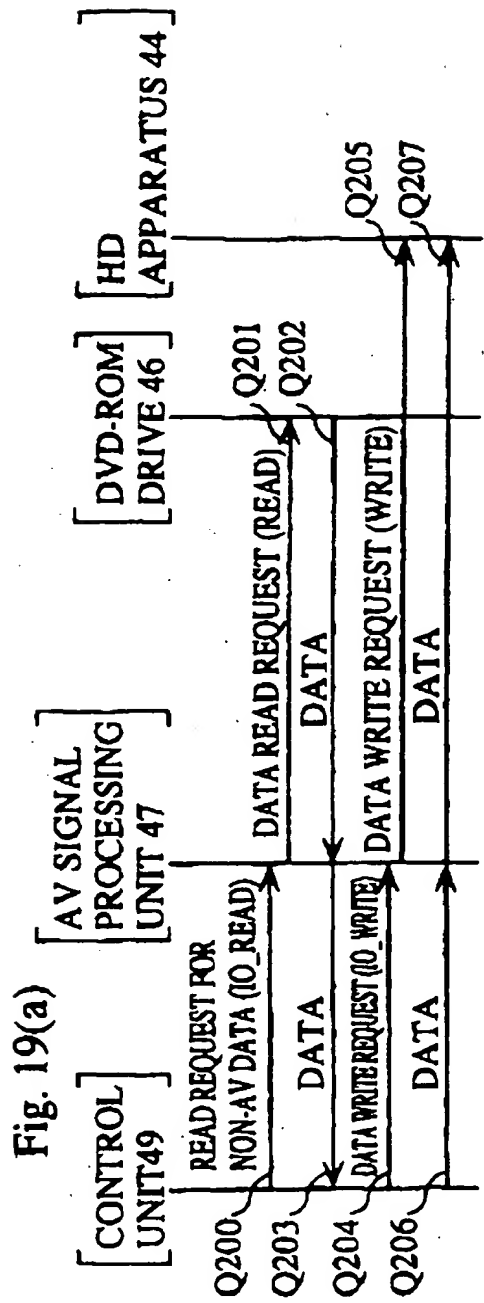 Fig. 19(a)
CONTROL
UNIT49
AV SIGNAL
PROCESSING
UNIT 47
DVD-ROM
DRIVE 46
HD
APPARATUS 44
Q200
READ REQUEST FOR
NON-AV DATA (IO_READ)
DATA READ REQUEST (READ)
Q201
Q203
DATA
DATA
Q202
Q204
DATA WRITE REQUEST (IO_WRITE)
DATA WRITE REQUEST (WRITE)
Q205
Q206
DATA
DATA
Q207